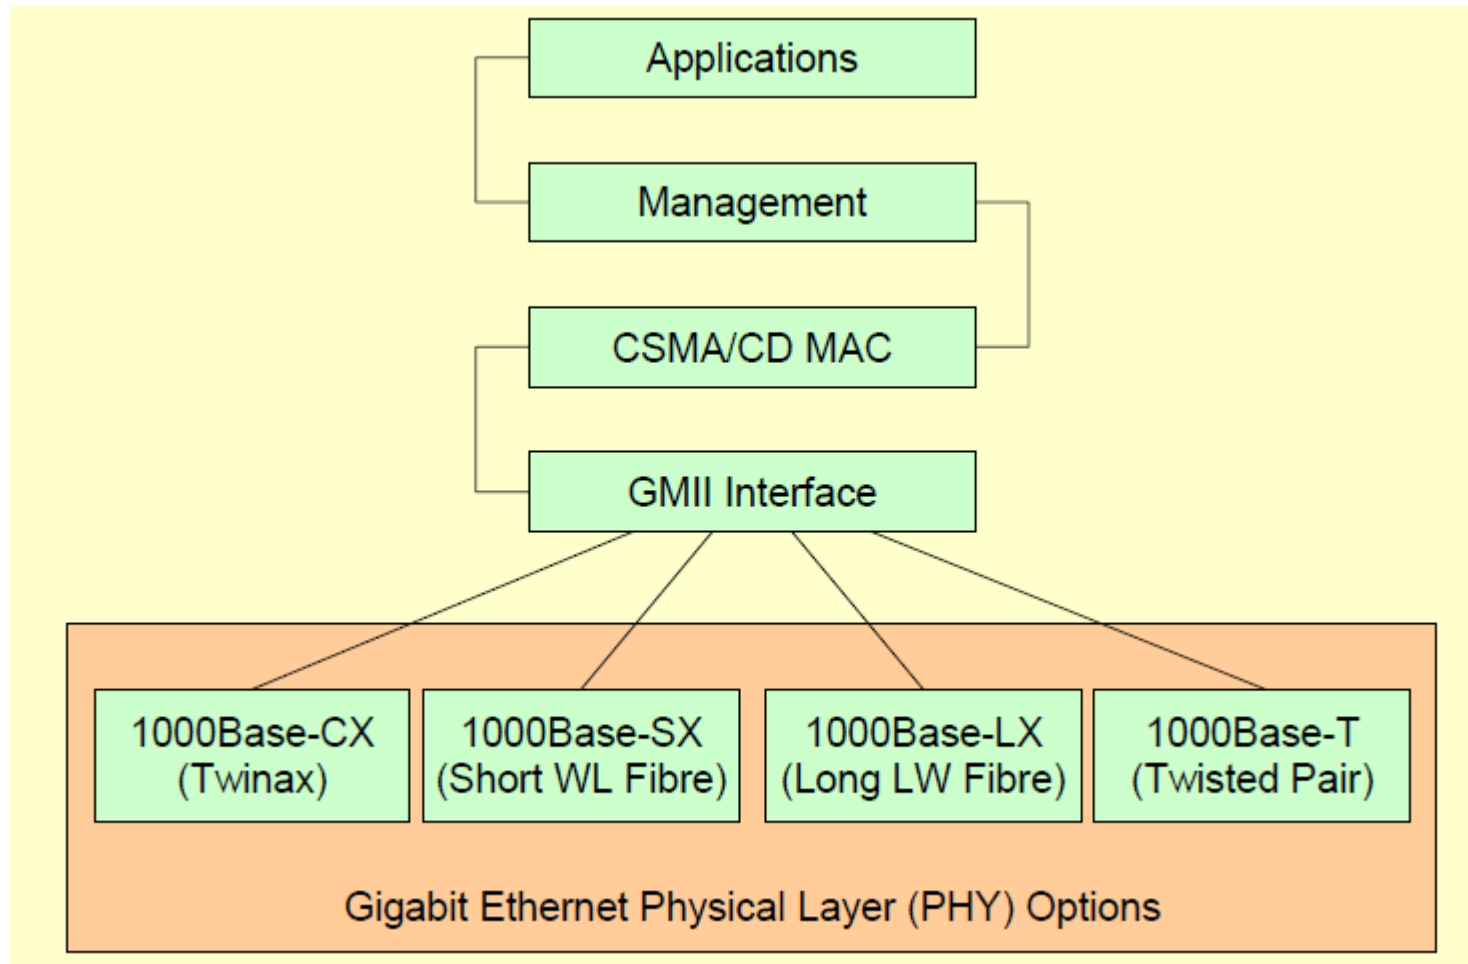 Applications
Management
CSMA/CD MAC
GMII Interface
1000Base-CX
(Twinax)
1000Base-SX
(Short WL Fibre)
1000Base-LX
(Long LW Fibre)
1000Base-T
(Twisted Pair)
Gigabit Ethernet Physical Layer (PHY) Options